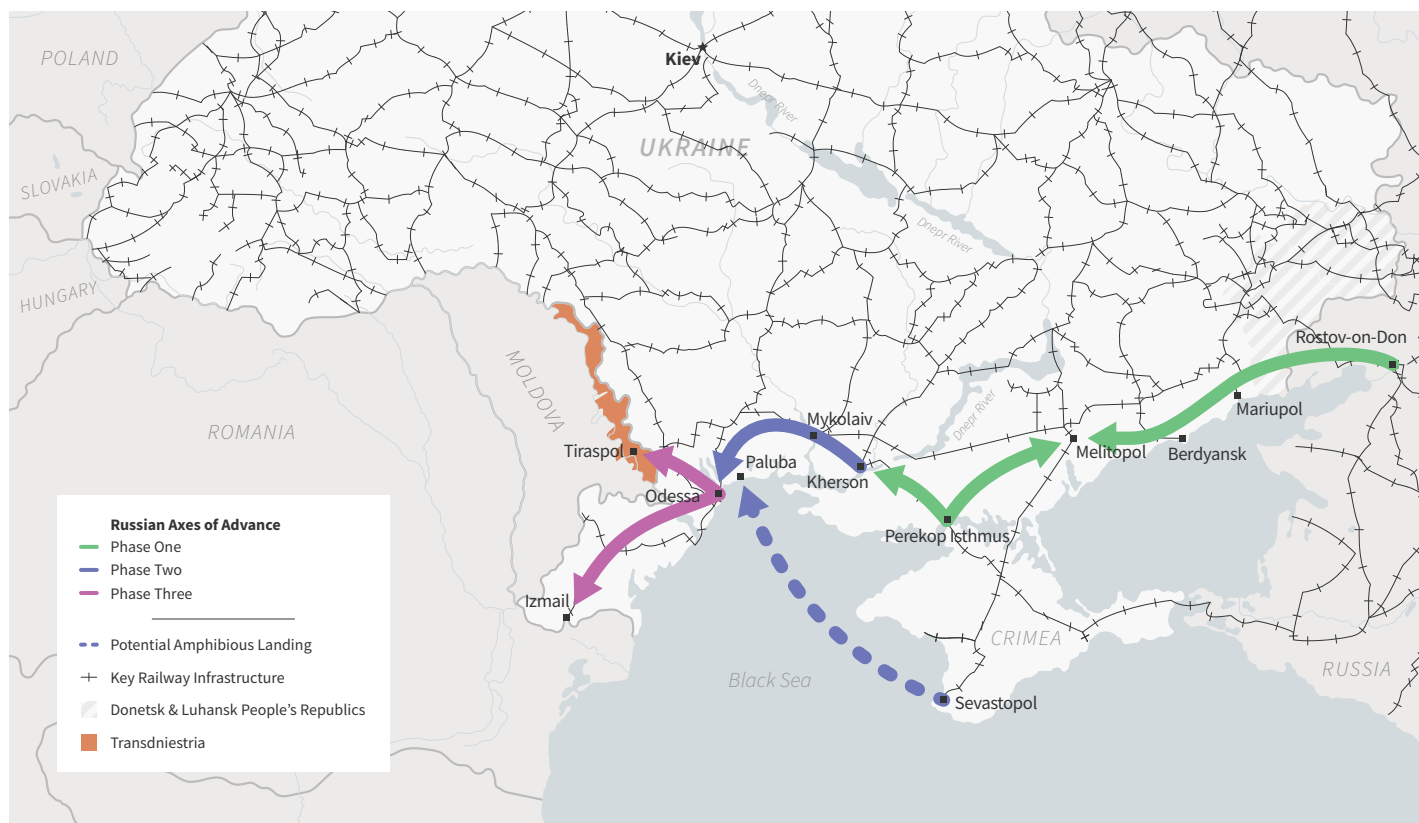 POLAND
Kiev
Dnepr River
UKRAINE
SLOVAKIA
Dnepr River
HUNGARY
Rostov-on-Don
MOLDOVA
Mariupol
Dnepr River
Mykolaiv
ROMANIA
Tiraspol
Melitopol
Berdyansk
Paluba
Kherson
Odessa
Perekop Isthmus
Izmail
CRIMEA
RUSSIA
Black Sea
Sevastopol
Russian Axes of Advance
Phase One
Phase Two
Phase Three
Potential Amphibious Landing
Key Railway Infrastructure
Donetsk & Luhansk People's Republics
Transdniestria